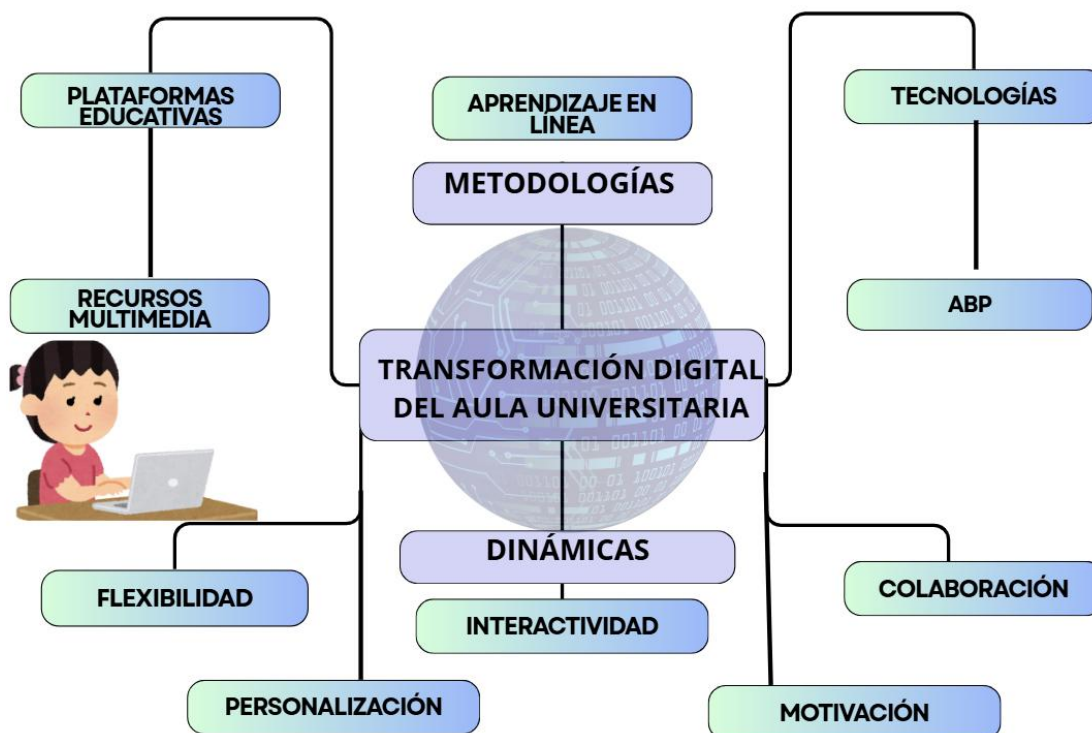 PLATAFORMAS
EDUCATIVAS
APRENDIZAJE EN
LÍNEA
TECNOLOGÍAS
METODOLOGÍAS
RECURSOS
MULTIMEDIA
ABP
TRANSFORMACIÓN DIGITAL
DEL AULA UNIVERSITARIA
DINÁMICAS
FLEXIBILIDAD
COLABORACIÓN
INTERACTIVIDAD
PERSONALIZACIÓN
MOTIVACIÓN